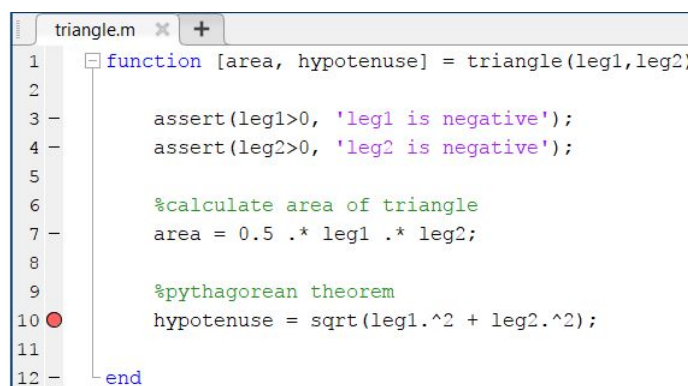 triangle.m
1 function [area, hypotenuse] = triangle(leg1,leg2)
2
3 assert(leg1>0, 'leg1 is negative');
4 assert(leg2>0, 'leg2 is negative');
5
6 %calculate area of triangle
7 area = 0.5 .* leg1 .* leg2;
8
9 %pythagorean theorem
10 hypotenuse = sqrt(leg1.^2 + leg2.^2);
11
12 end